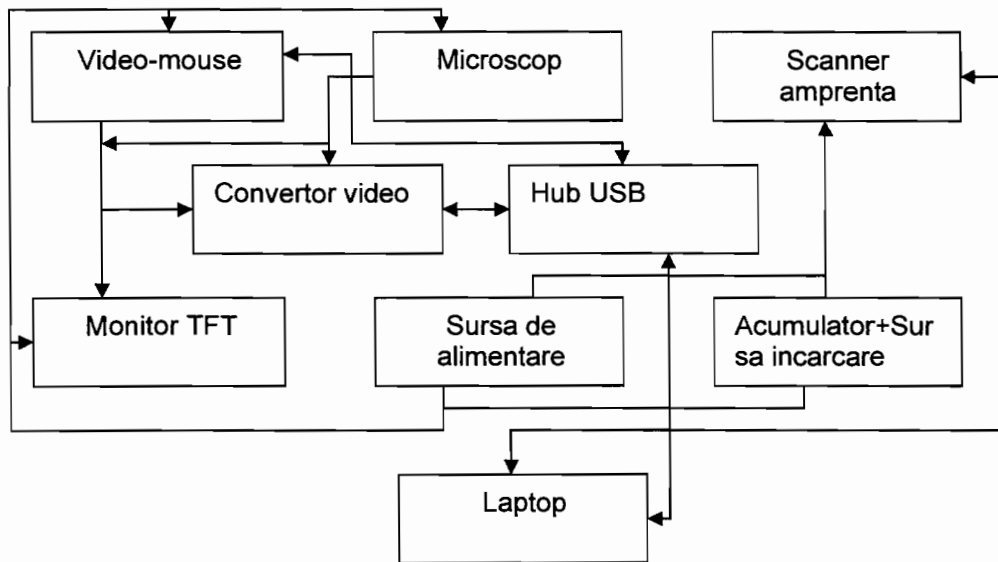 Video-mouse
Microscop
Scanner
amprenta
Convertor video
Hub USB
Monitor TFT
Sursa de
alimentare
Acumulator+Sur
sa incarcare
Laptop